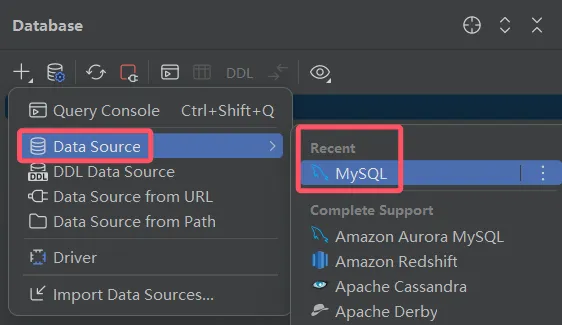 Database
DDL
Query Console Ctrl+Shift+Q
Data Source
DDL DDL Data Source
Data Source from URL
Data Source from Path
Driver
Import Data Sources...
Recent
MySQL
Complete Support
Amazon Aurora MySQL
Amazon Redshift
Apache Cassandra
Apache Derby